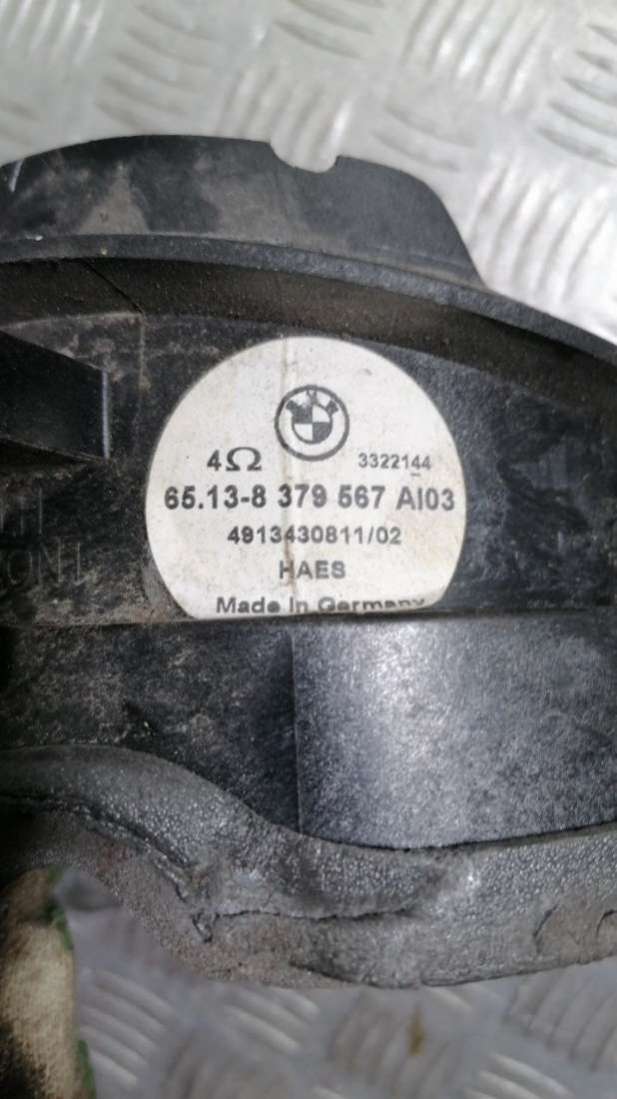 4Ω 3322144
65.13-8 379 567 AI03
4913430811/02
HAES
Made In Germany